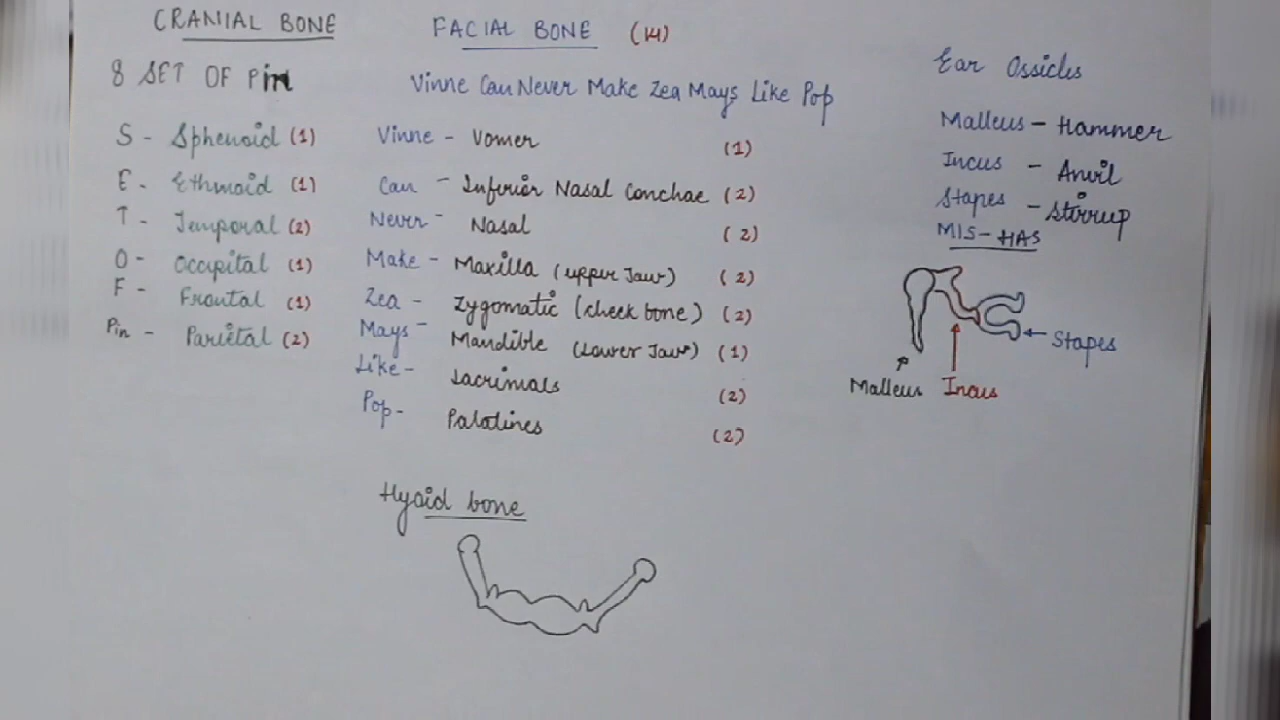 CRANIAL BONE
8 SET OF Pin
S - Sphenoid (1)
E - Ethmoid (1)
T - Temporal (2)
O - Occipital (1)
F - Frontal (1)
Pin - Parietal (2)
FACIAL BONE (14)
Vinne Can Never Make Zea Mays Like Pop
Vinne - Vomer (1)
Can - Inferior Nasal Conchae (2)
Never - Nasal (2)
Make - Maxilla (upper Jaw) (2)
Zea - Zygomatic (cheek bone) (2)
Mays - Mandible (Lower Jaw) (1)
Like - Lacrimals (2)
Pop - Palatines (2)
Ear Ossicles
Malleus - Hammer
Incus - Anvil
Stapes - Stirrup
MIS - HAS
Stapes
Malleus Incus
Hyoid bone